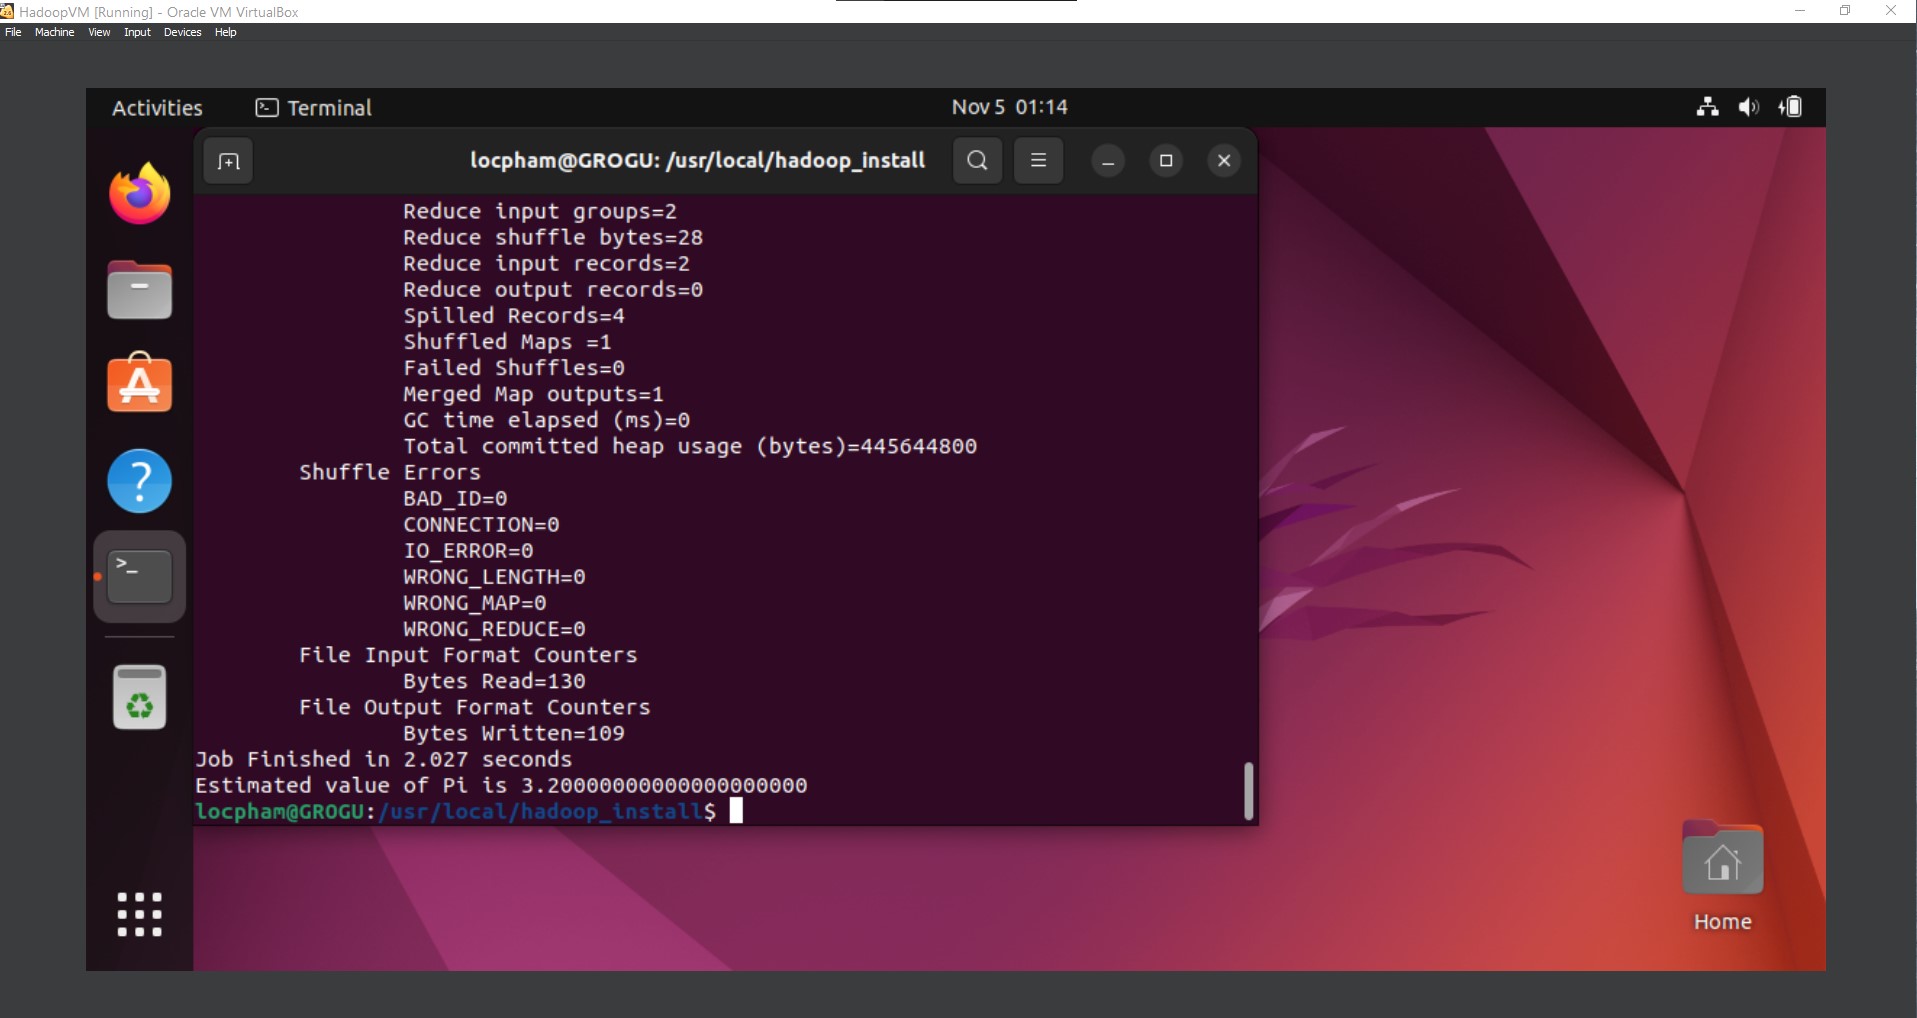 HadoopVM [Running] - Oracle VM VirtualBox
File Machine View Input Devices Help
Activities Terminal Nov 5 01:14
locpham@GROGU: /usr/local/hadoop_install
Reduce input groups=2
Reduce shuffle bytes=28
Reduce input records=2
Reduce output records=0
Spilled Records=4
Shuffled Maps =1
Failed Shuffles=0
Merged Map outputs=1
GC time elapsed (ms)=0
Total committed heap usage (bytes)=445644800
Shuffle Errors
BAD_ID=0
CONNECTION=0
IO_ERROR=0
WRONG_LENGTH=0
WRONG_MAP=0
WRONG_REDUCE=0
File Input Format Counters
Bytes Read=130
File Output Format Counters
Bytes Written=109
Job Finished in 2.027 seconds
Estimated value of Pi is 3.20000000000000000000
locpham@GROGU:/usr/local/hadoop_install$
Home